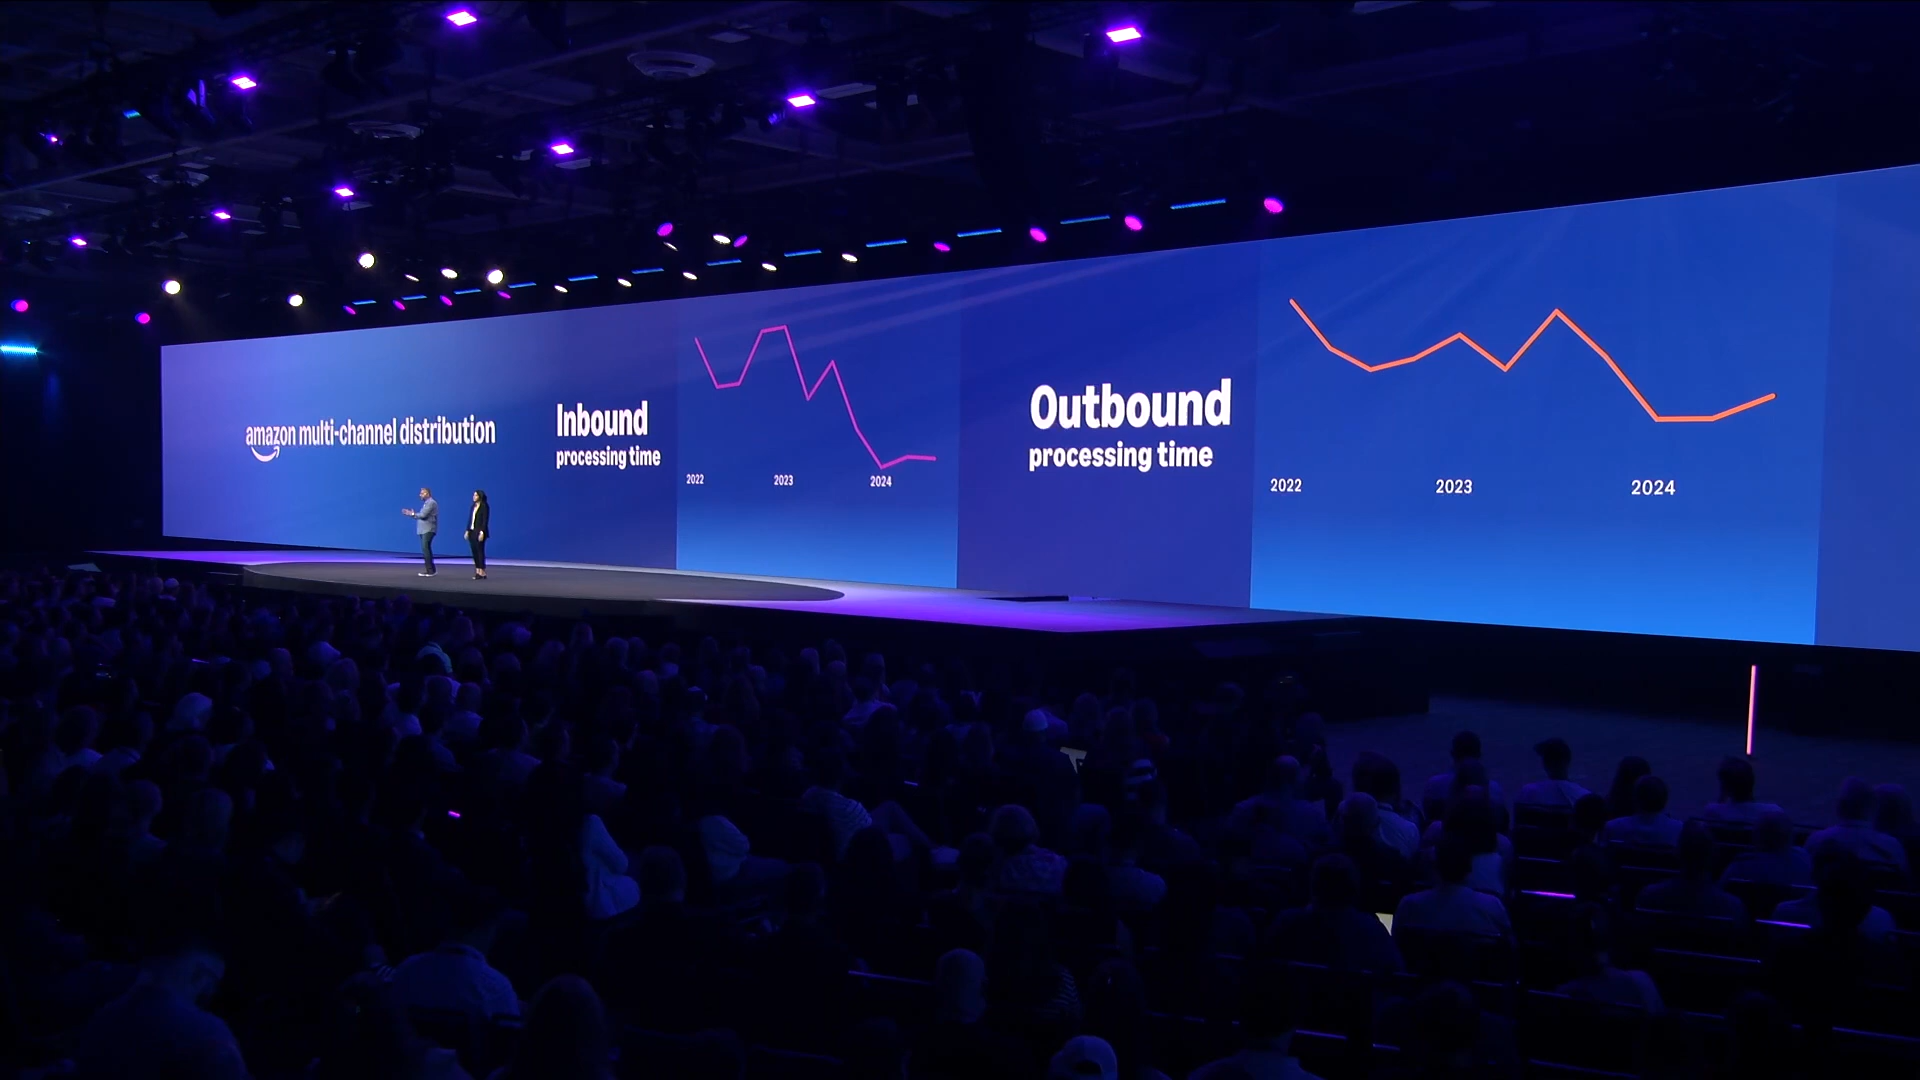 amazon multi-channel distribution
Inbound
processing time
2022
2023
2024
Outbound
processing time
2022
2023
2024